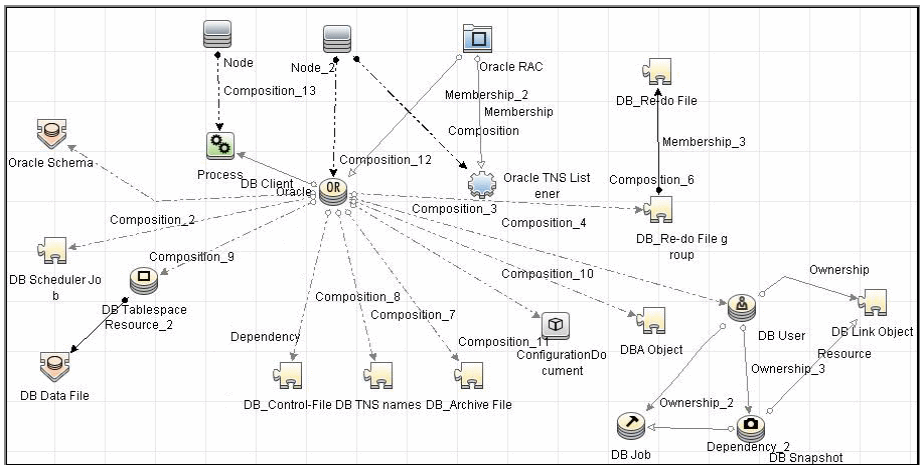 Node
Node_2
Oracle RAC
Composition_13
Membership_2
Membership
DB_Re-do File
Oracle Schema
Composition
Membership_3
Composition_12
Process
DB Client
Oracle
OR
Oracle TNS List
ener
Composition_6
Composition_2
Composition_3
Composition_4
DB_Re-do File g
roup
Composition_9
DB Scheduler Jo
b
Composition_10
Ownership
DB Tablespace
Resource_2
Composition_8
Composition_7
DB User
DB Link Object
Dependency
Composition_11
ConfigurationDo
cument
DBA Object
Resource
Ownership_3
DB Data File
DB_Control-File
DB TNS names
DB_Archive File
Ownership_2
Dependency_2
DB Job
DB Snapshot